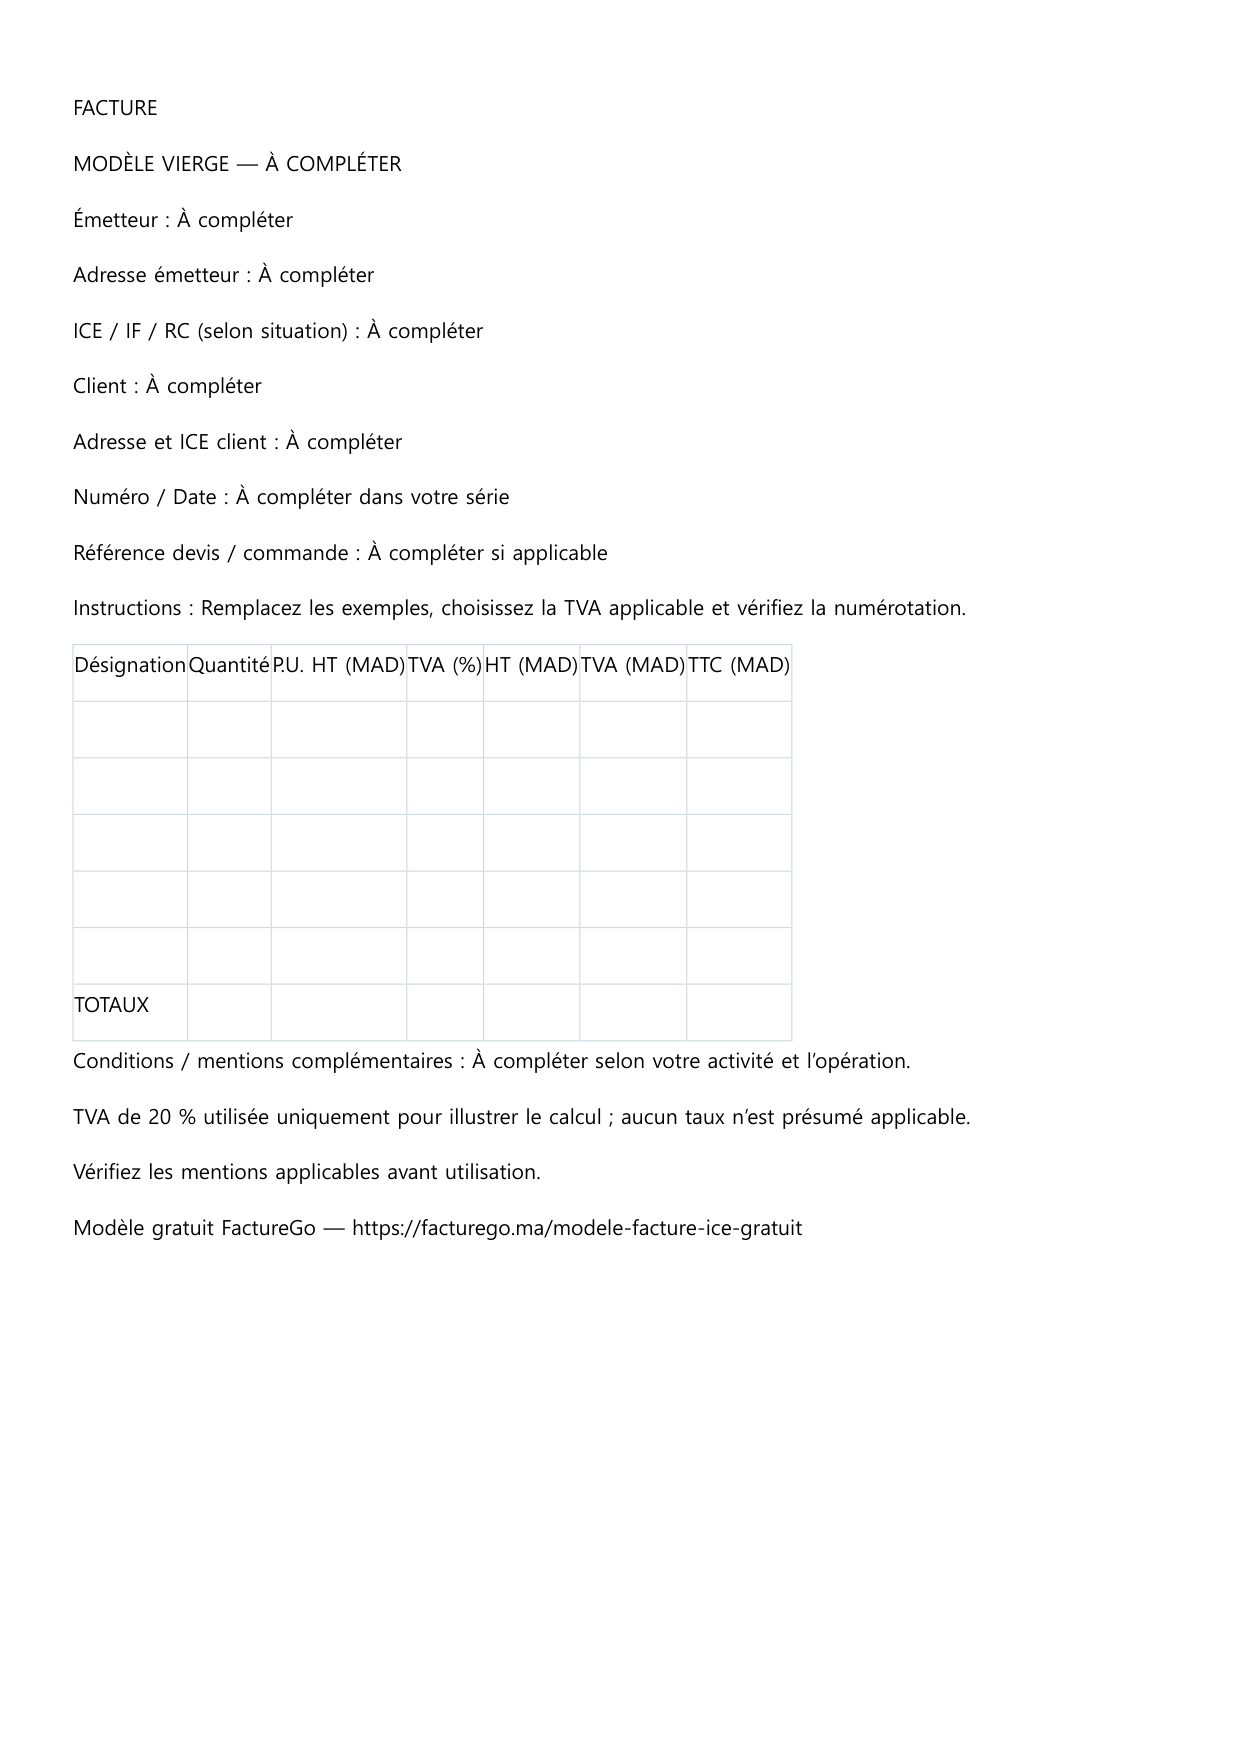 FACTURE
MODÈLE VIERGE — À COMPLÉTER
Émetteur : À compléter
Adresse émetteur : À compléter
ICE / IF / RC (selon situation) : À compléter
Client : À compléter
Adresse et ICE client : À compléter
Numéro / Date : À compléter dans votre série
Référence devis / commande : À compléter si applicable
Instructions : Remplacez les exemples, choisissez la TVA applicable et vérifiez la numérotation.
Désignation Quantité P.U. HT (MAD) TVA (%) HT (MAD) TVA (MAD) TTC (MAD)
TOTAUX
Conditions / mentions complémentaires : À compléter selon votre activité et l’opération.
TVA de 20 % utilisée uniquement pour illustrer le calcul ; aucun taux n’est présumé applicable.
Vérifiez les mentions applicables avant utilisation.
Modèle gratuit FactureGo — https://facturego.ma/modele-facture-ice-gratuit